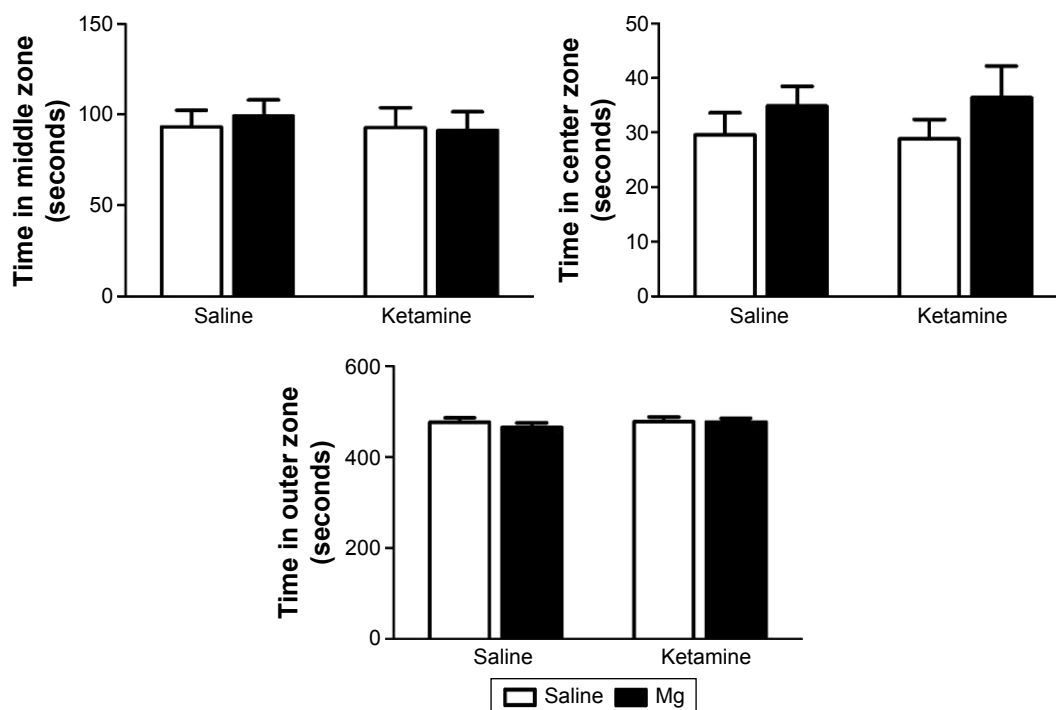 Time in middle zone
(seconds)
150
100
50
0
Saline
Ketamine
Time in center zone
(seconds)
50
40
30
20
10
0
Saline
Ketamine
Time in outer zone
(seconds)
600
400
200
0
Saline
Ketamine
Saline
Mg